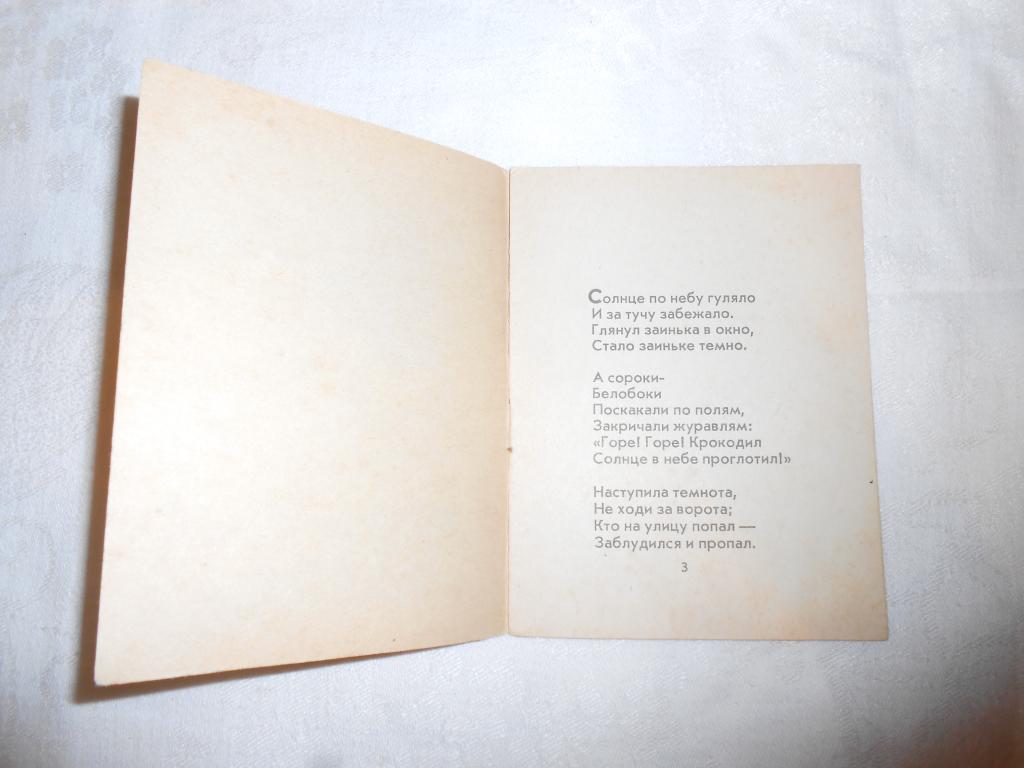 Солнце по небу гуляло
И за тучу забежало.
Глянул заинька в окно,
Стало заиньке темно.
А сороки-
Белобоки
Поскакали по полям,
Закричали журавлям:
«Горе! Горе! Крокодил
Солнце в небе проглотил!»
Наступила темнота,
Не ходи за ворота;
Кто на улицу попал —
Заблудился и пропал.
3